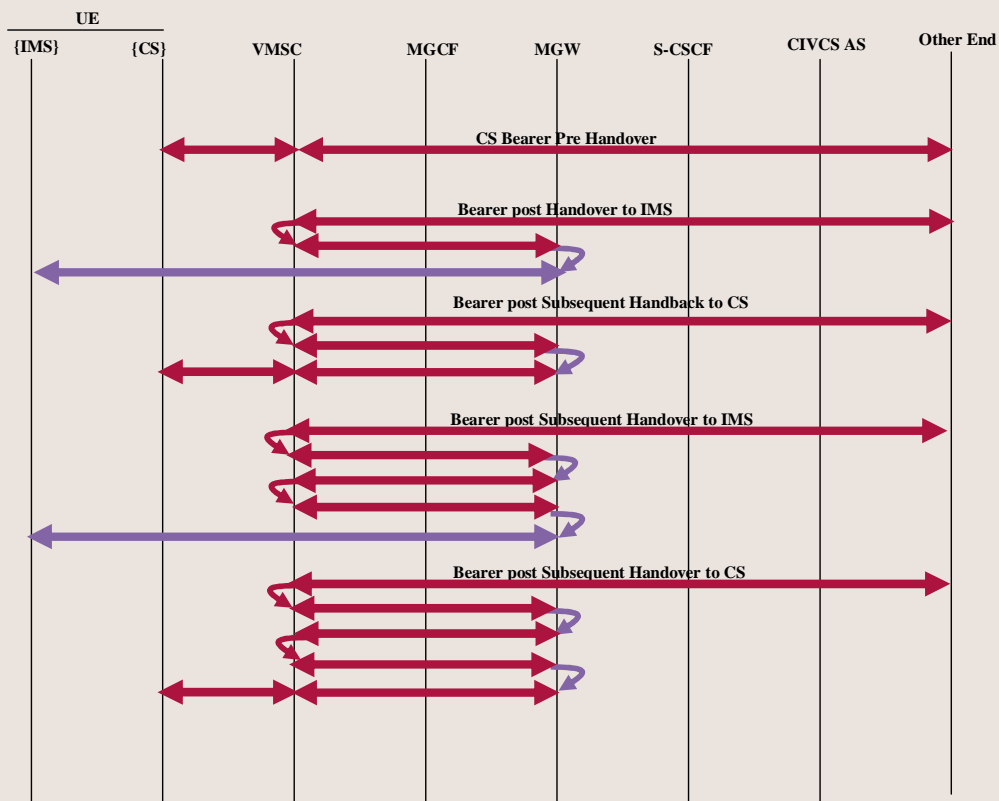 UE
{IMS}
{CS}
VMSC
MGCF
MGW
S-CSCF
CIVCS AS
Other End
CS Bearer Pre Handover
Bearer post Handover to IMS
Bearer post Subsequent Handback to CS
Bearer post Subsequent Handover to IMS
Bearer post Subsequent Handover to CS